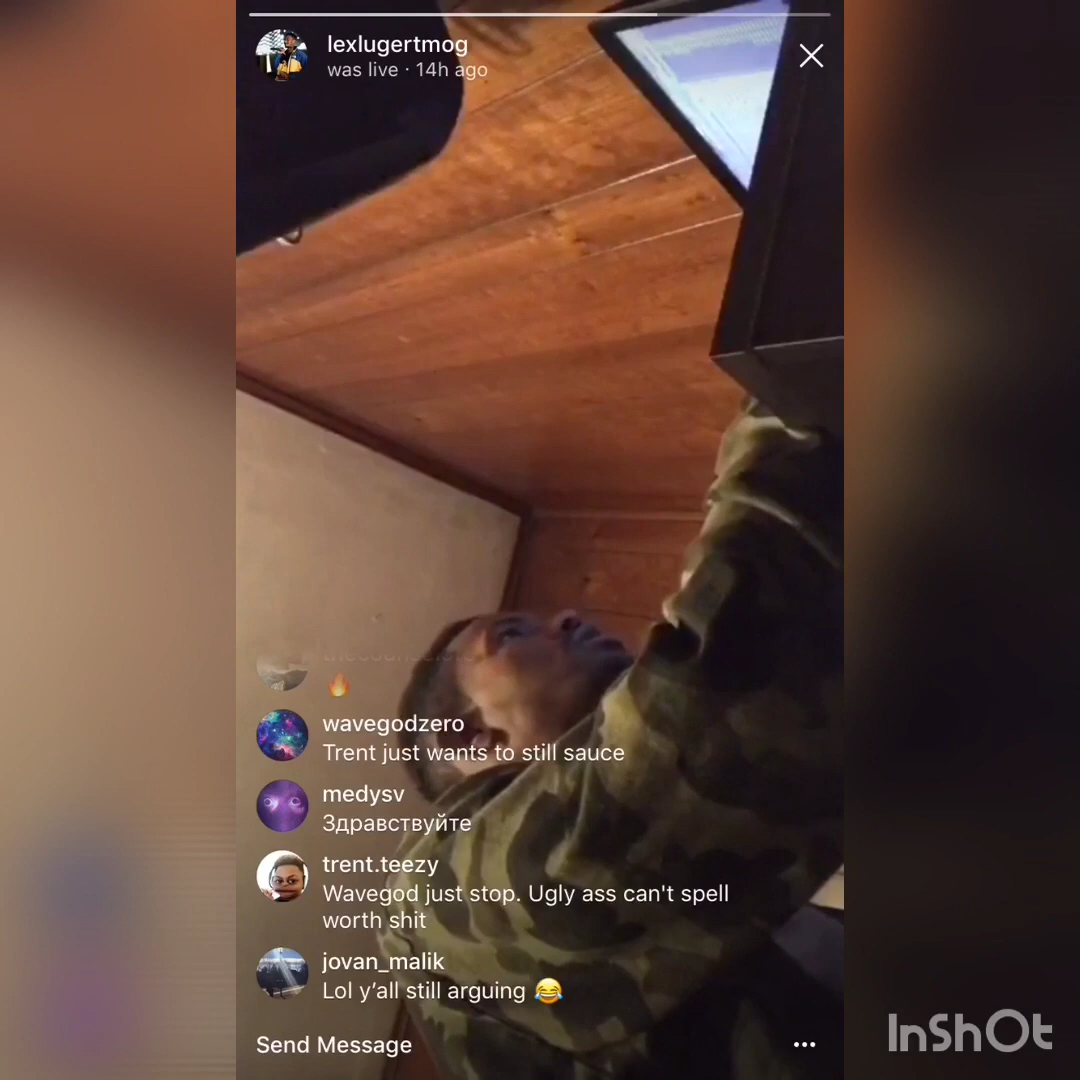 lexlugertmog
was live · 14h ago
🔥
wavegodzero
Trent just wants to still sauce
medysv
Здравствуйте
trent.teezy
Wavegod just stop. Ugly ass can't spell
worth shit
jovan_malik
Lol y’all still arguing 😂
Send Message
InShOt